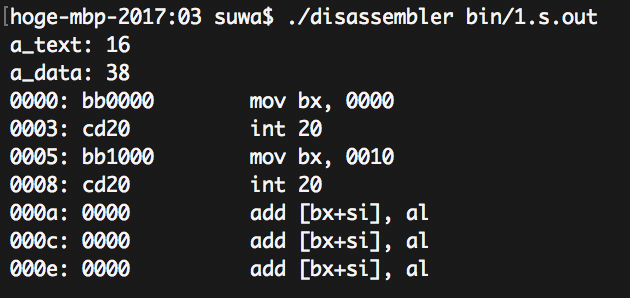 [hoge-mbp-2017:03 suwa$ ./disassembler bin/1.s.out
a_text: 16
a_data: 38
0000: bb0000        mov bx, 0000
0003: cd20          int 20
0005: bb1000        mov bx, 0010
0008: cd20          int 20
000a: 0000          add [bx+si], al
000c: 0000          add [bx+si], al
000e: 0000          add [bx+si], al